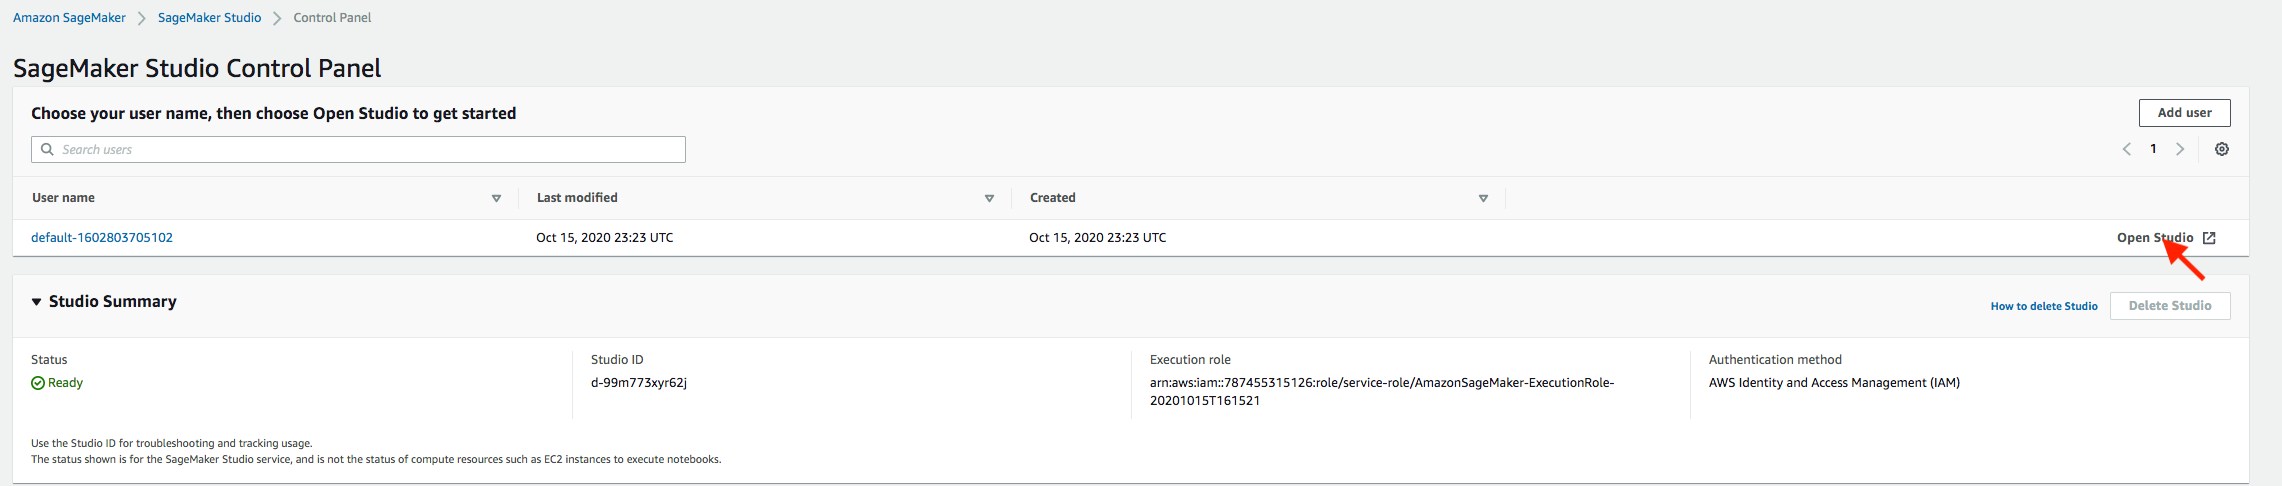 Amazon SageMaker > SageMaker Studio > Control Panel
SageMaker Studio Control Panel
Choose your user name, then choose Open Studio to get started
Add user
Search users
1
User name Last modified Created
default-1602803705102 Oct 15, 2020 23:23 UTC Oct 15, 2020 23:23 UTC Open Studio
Studio Summary
How to delete Studio Delete Studio
Status Studio ID Execution role Authentication method
Ready d-99m773xyr62j arn:aws:iam::787455315126:role/service-role/AmazonSageMaker-ExecutionRole- AWS Identity and Access Management (IAM)
20201015T161521
Use the Studio ID for troubleshooting and tracking usage.
The status shown is for the SageMaker Studio service, and is not the status of compute resources such as EC2 instances to execute notebooks.